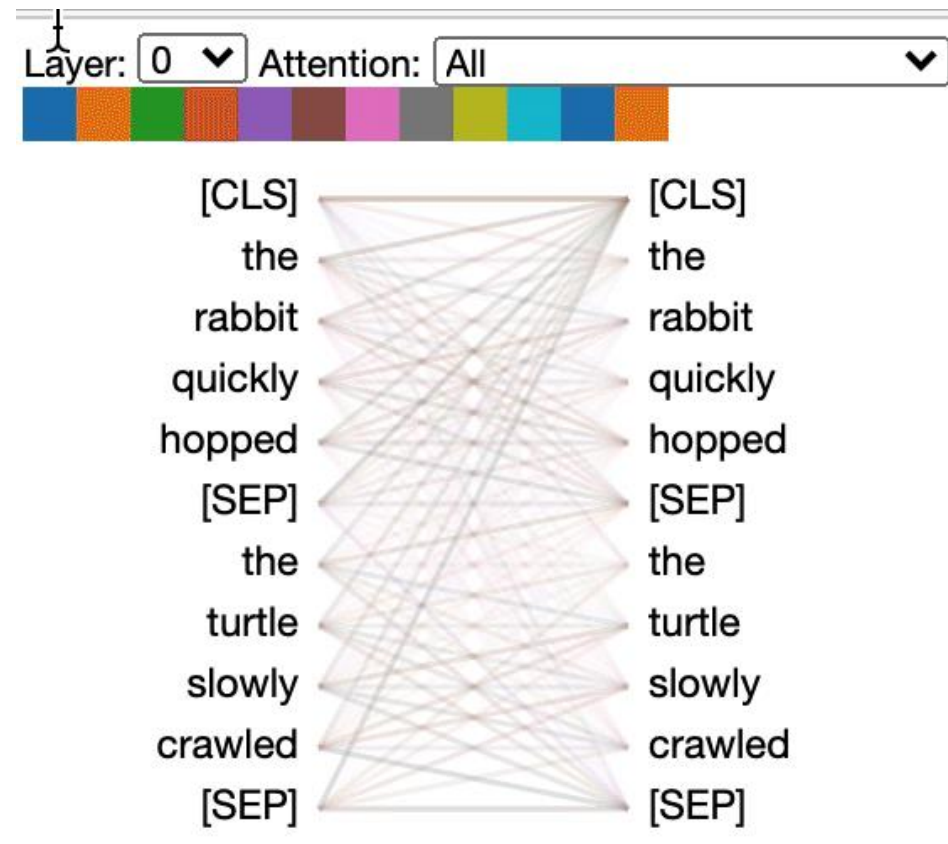 Layer: 0 Attention: All
[CLS] [CLS]
the the
rabbit rabbit
quickly quickly
hopped hopped
[SEP] [SEP]
the the
turtle turtle
slowly slowly
crawled crawled
[SEP] [SEP]